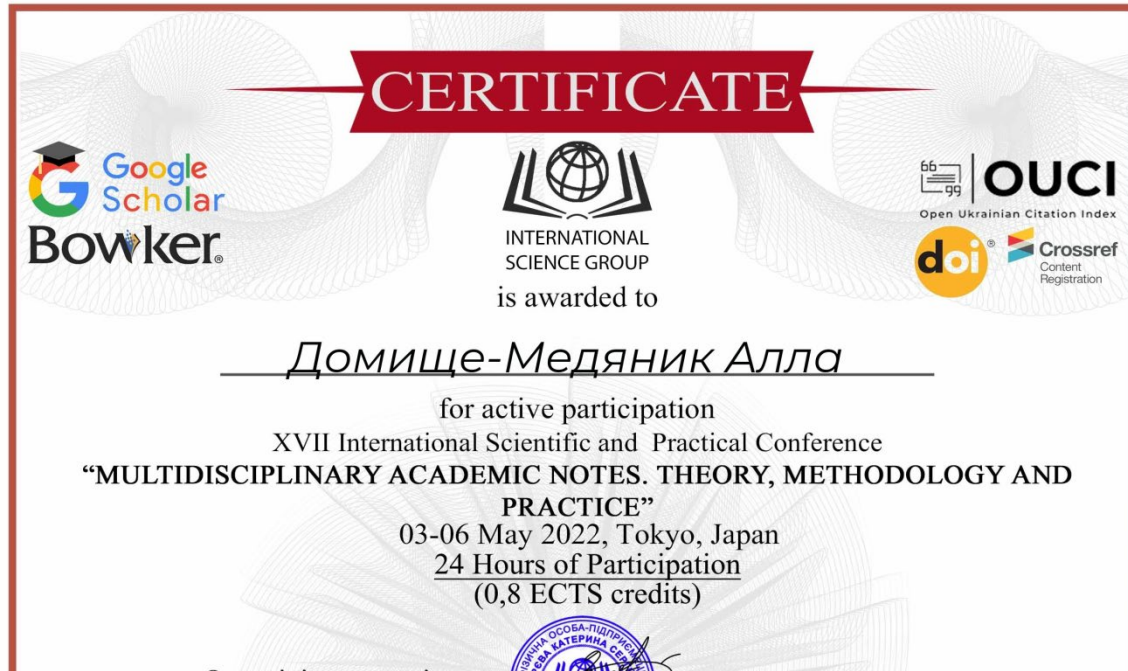 CERTIFICATE
Google
Scholar
Bowker®
INTERNATIONAL
SCIENCE GROUP
66
99
OUCI
Open Ukrainian Citation Index
doi®
Crossref
Content
Registration
is awarded to
Домище-Медяник Алла
for active participation
XVII International Scientific and Practical Conference
“MULTIDISCIPLINARY ACADEMIC NOTES. THEORY, METHODOLOGY AND
PRACTICE”
03-06 May 2022, Tokyo, Japan
24 Hours of Participation
(0,8 ECTS credits)